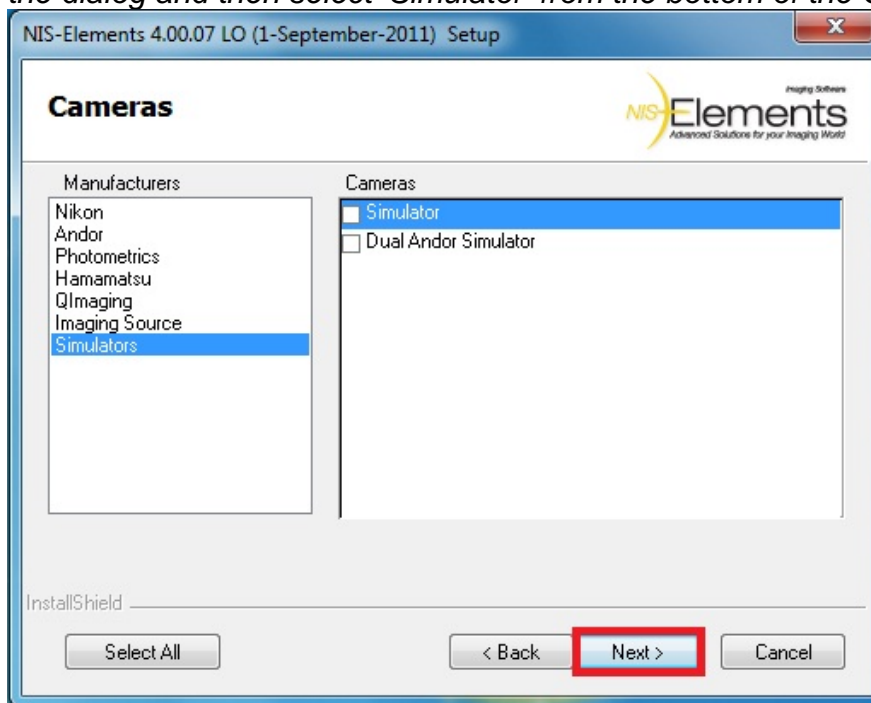 the dialog and then select 'Simulator' from the bottom of the
NIS-Elements 4.00.07 LO (1-September-2011) Setup
X
Cameras
Imaging Software
NIS Elements
Advanced Solutions for your Imaging World
Manufacturers
Cameras
Nikon
Andor
Photometrics
Hamamatsu
QImaging
Imaging Source
Simulators
Simulator
Dual Andor Simulator
InstallShield
Select All
< Back
Next >
Cancel